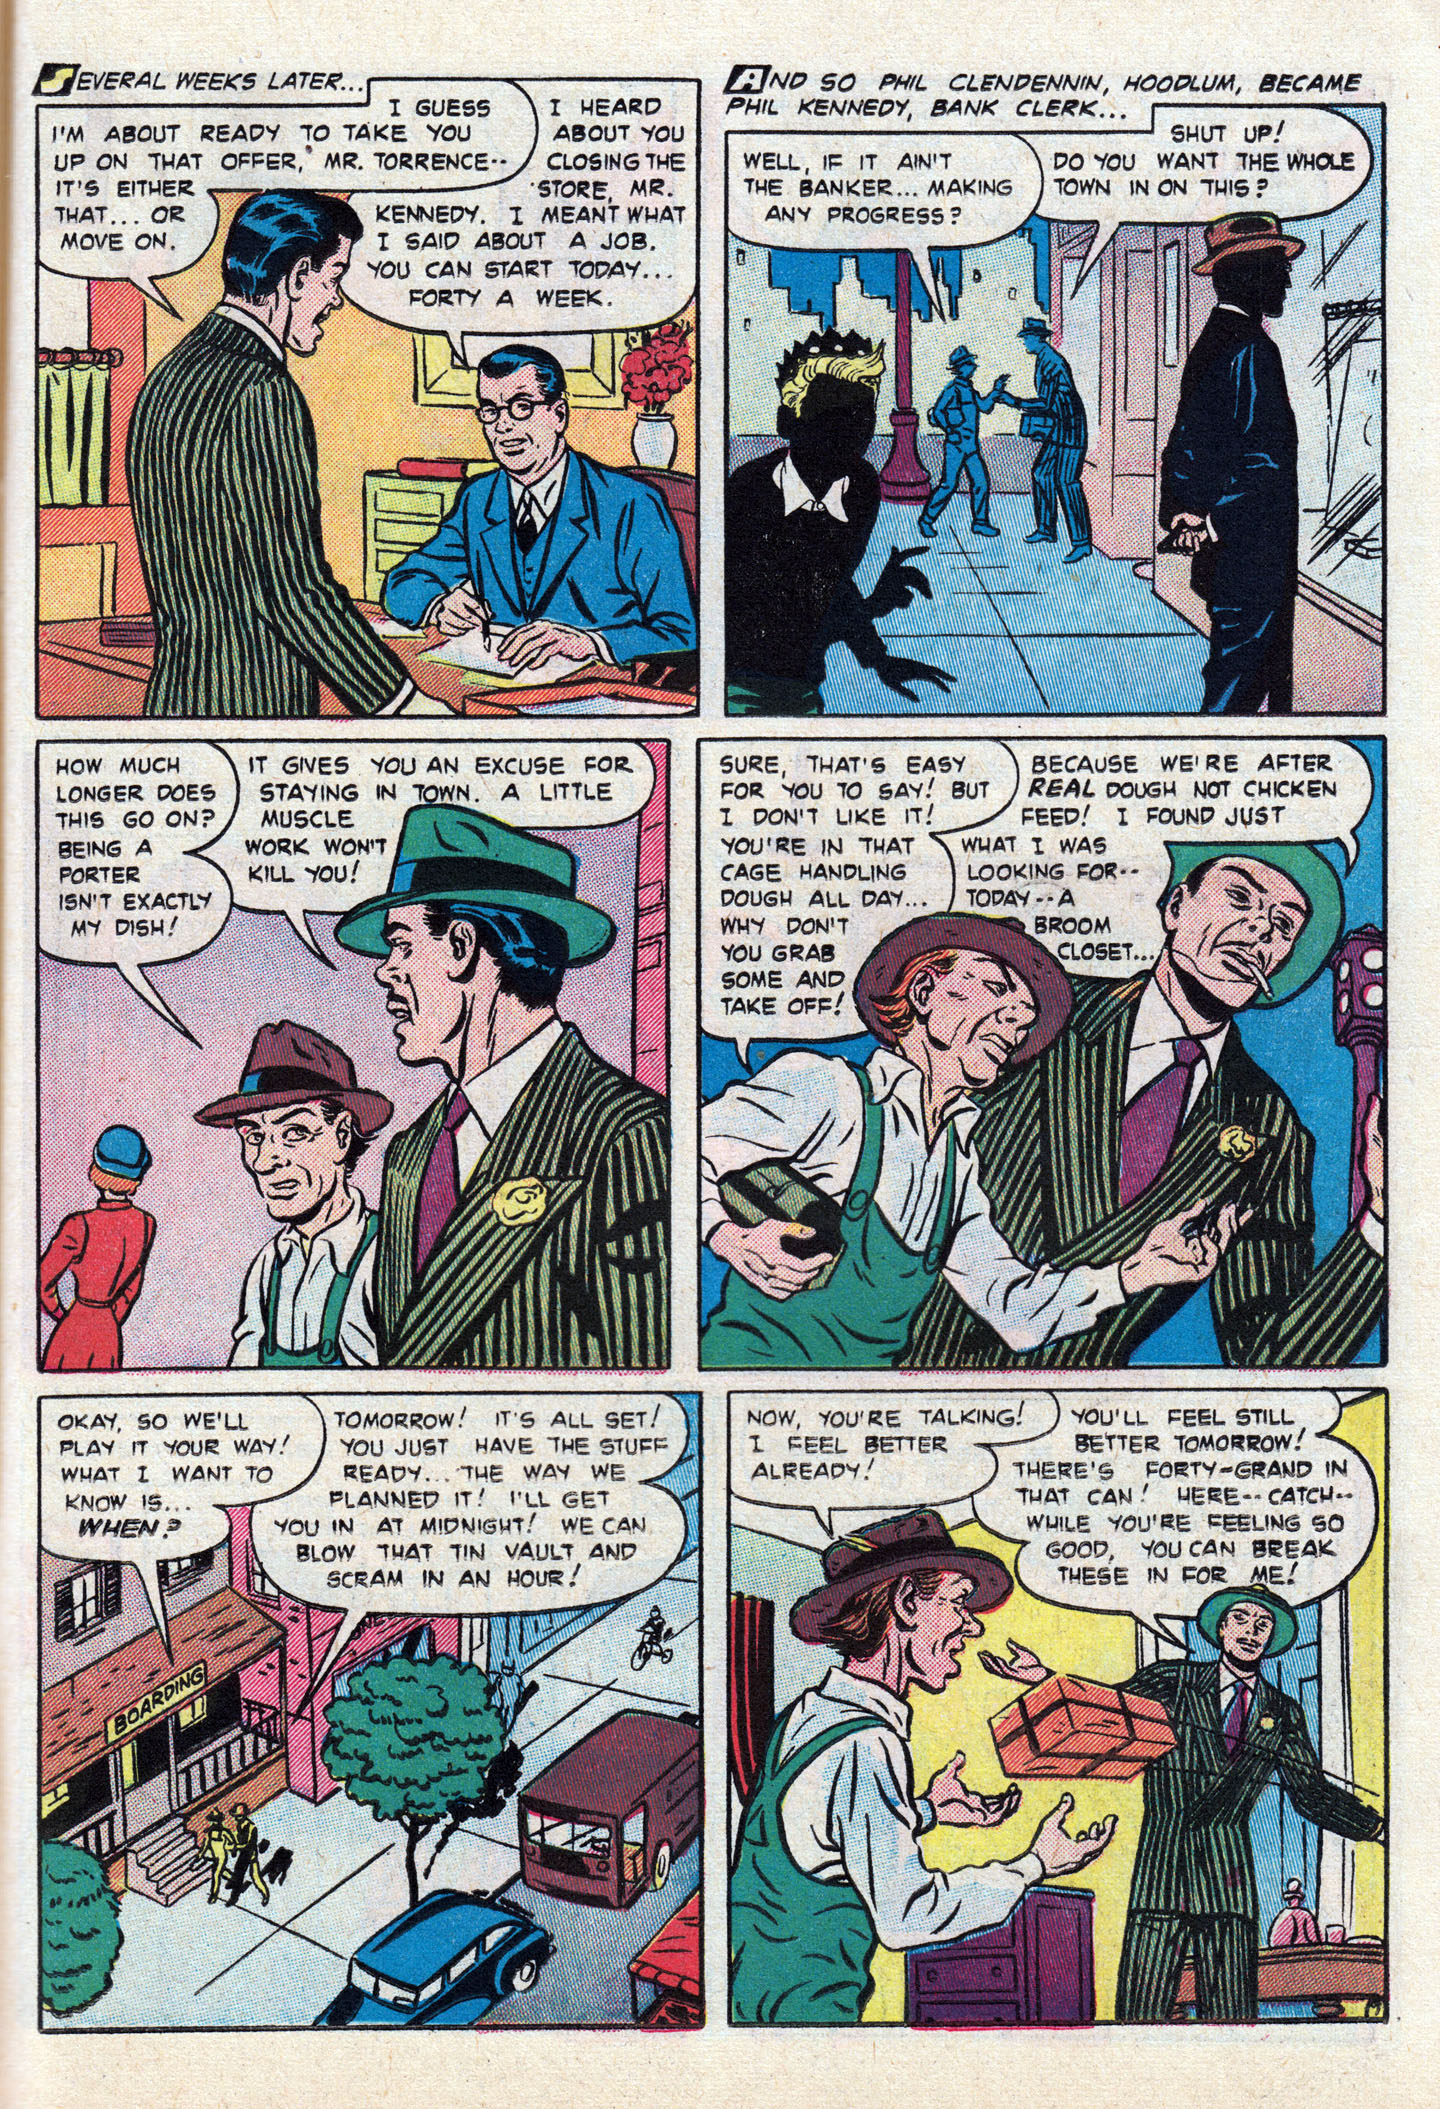 SEVERAL WEEKS LATER...
I GUESS
I'M ABOUT READY TO TAKE YOU
UP ON THAT OFFER, MR. TORRENCE--
IT'S EITHER
THAT... OR
MOVE ON.
I HEARD
ABOUT YOU
CLOSING THE
STORE, MR.
KENNEDY. I MEANT WHAT
I SAID ABOUT A JOB.
YOU CAN START TODAY...
FORTY A WEEK.
AND SO PHIL CLENDENNIN, HOODLUM, BECAME
PHIL KENNEDY, BANK CLERK...
WELL, IF IT AIN'T
THE BANKER... MAKING
ANY PROGRESS?
SHUT UP!
DO YOU WANT THE WHOLE
TOWN IN ON THIS?
HOW MUCH
LONGER DOES
THIS GO ON?
BEING A
PORTER
ISN'T EXACTLY
MY DISH!
IT GIVES YOU AN EXCUSE FOR
STAYING IN TOWN. A LITTLE
MUSCLE
WORK WON'T
KILL YOU!
SURE, THAT'S EASY
FOR YOU TO SAY! BUT
I DON'T LIKE IT!
YOU'RE IN THAT
CAGE HANDLING
DOUGH ALL DAY...
WHY DON'T
YOU GRAB
SOME AND
TAKE OFF!
BECAUSE WE'RE AFTER
REAL DOUGH NOT CHICKEN
FEED! I FOUND JUST
WHAT I WAS
LOOKING FOR--
TODAY--A
BROOM
CLOSET...
OKAY, SO WE'LL
PLAY IT YOUR WAY!
WHAT I WANT TO
KNOW IS...
WHEN?
TOMORROW! IT'S ALL SET!
YOU JUST HAVE THE STUFF
READY... THE WAY WE
PLANNED IT! I'LL GET
YOU IN AT MIDNIGHT! WE CAN
BLOW THAT TIN VAULT AND
SCRAM IN AN HOUR!
BOARDING
NOW, YOU'RE TALKING!
I FEEL BETTER
ALREADY!
YOU'LL FEEL STILL
BETTER TOMORROW!
THERE'S FORTY-GRAND IN
THAT CAN! HERE--CATCH--
WHILE YOU'RE FEELING SO
GOOD, YOU CAN BREAK
THESE IN FOR ME!